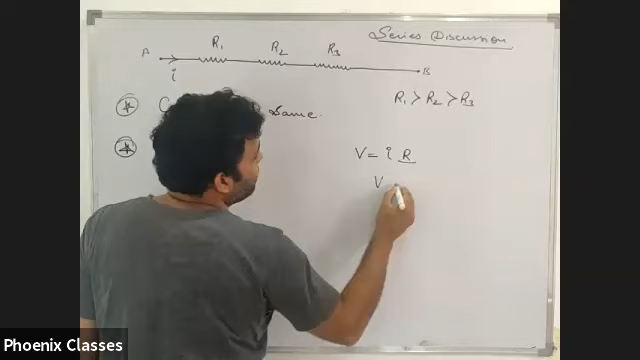 Series Discussion
A R₁ R₂ R₃ B
i
R₁ > R₂ > R₃
Same.
V = i R
V
Phoenix Classes